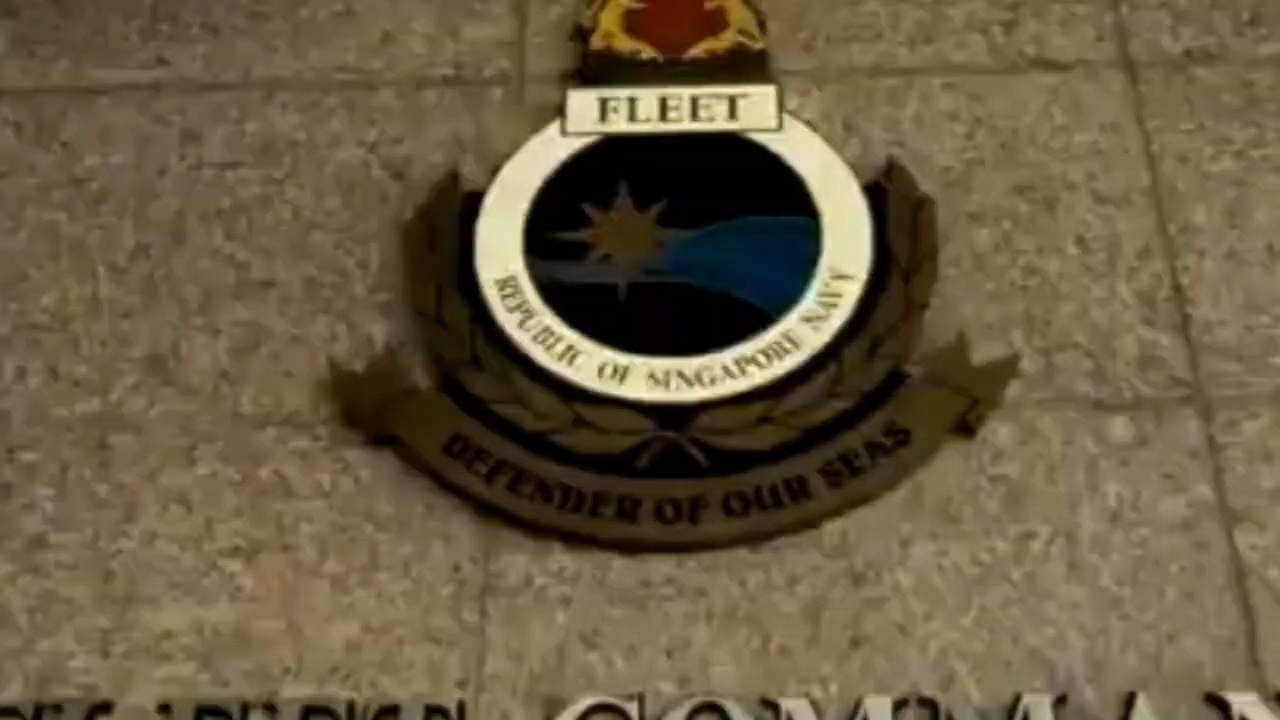 FLEET
REPUBLIC OF SINGAPORE NAVY
DEFENDER OF OUR SEAS